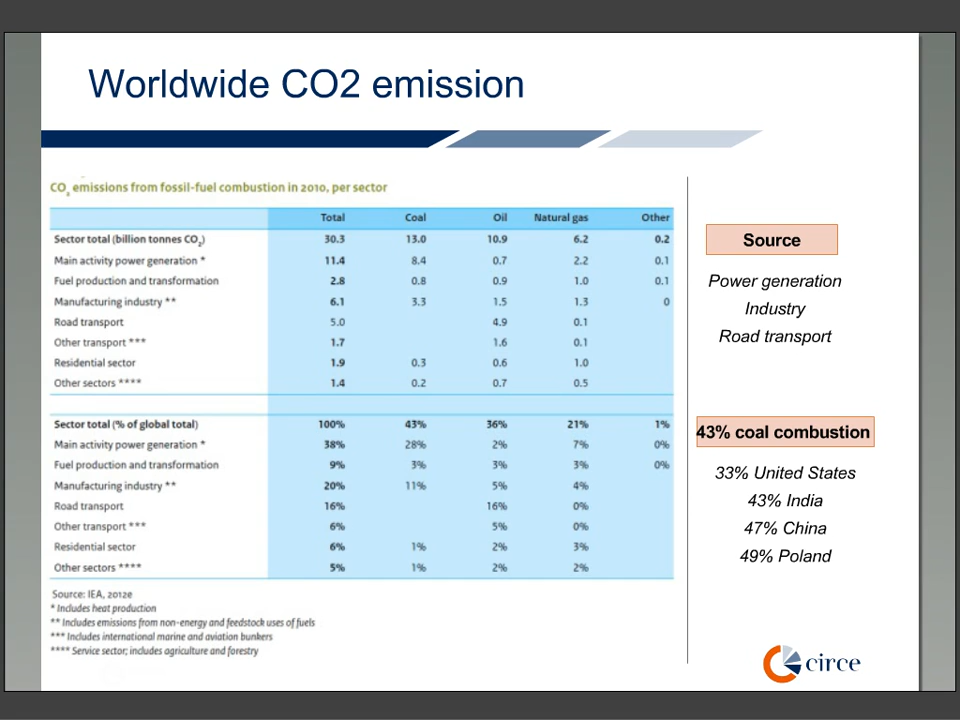 Worldwide CO2 emission
CO₂ emissions from fossil-fuel combustion in 2010, per sector
Total Coal Oil Natural gas Other
Sector total (billion tonnes CO₂) 30.3 13.0 10.9 6.2 0.2
Main activity power generation * 11.4 8.4 0.7 2.2 0.1
Fuel production and transformation 2.8 0.8 0.9 1.0 0.1
Manufacturing industry ** 6.1 3.3 1.5 1.3 0
Road transport 5.0 4.9 0.1
Other transport *** 1.7 1.6 0.1
Residential sector 1.9 0.3 0.6 1.0
Other sectors **** 1.4 0.2 0.7 0.5
Sector total (% of global total) 100% 43% 36% 21% 1%
Main activity power generation * 38% 28% 2% 7% 0%
Fuel production and transformation 9% 3% 3% 3% 0%
Manufacturing industry ** 20% 11% 5% 4%
Road transport 16% 16% 0%
Other transport *** 6% 5% 0%
Residential sector 6% 1% 2% 3%
Other sectors **** 5% 1% 2% 2%
Source: IEA, 2012e
* Includes heat production
** Includes emissions from non-energy and feedstock uses of fuels
*** Includes international marine and aviation bunkers
**** Service sector; includes agriculture and forestry
Source
Power generation
Industry
Road transport
43% coal combustion
33% United States
43% India
47% China
49% Poland
circe